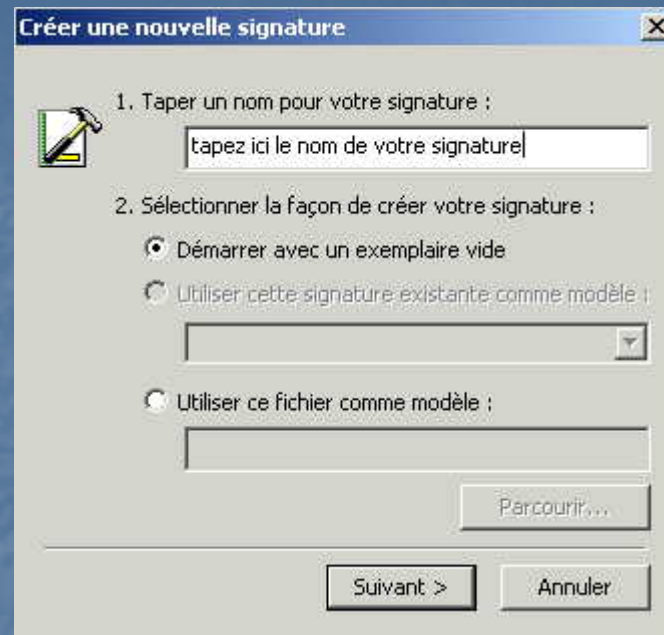 Créer une nouvelle signature
1. Taper un nom pour votre signature :
tapez ici le nom de votre signature
2. Sélectionner la façon de créer votre signature :
Démarrer avec un exemplaire vide
Utiliser cette signature existante comme modèle :
Utiliser ce fichier comme modèle :
Parcourir...
Suivant >
Annuler